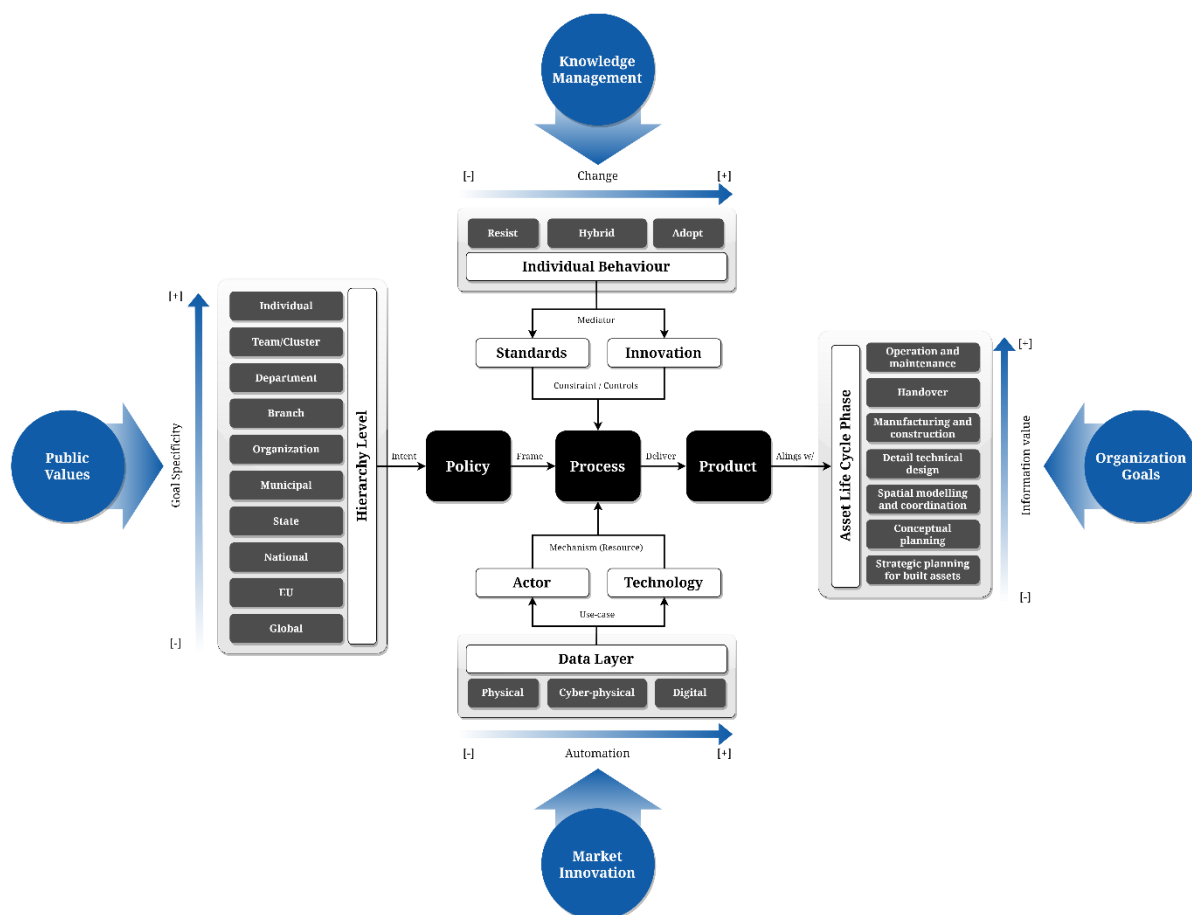 Knowledge
Management
[-]
Change
[+]
Resist
Hybrid
Adopt
Individual Behaviour
Mediator
Standards
Innovation
Constraint / Controls
Public
Values
[+]
Goal Specificity
[-]
Individual
Team/Cluster
Department
Branch
Organization
Municipal
State
National
EU
Global
Hierarchy Level
Intent
Policy
Frame
Process
Deliver
Product
Alings w/
Asset Life Cycle Phase
Operation and
maintenance
Handover
Manufacturing and
construction
Detail technical
design
Spatial modelling
and coordination
Conceptual
planning
Strategic planning
for built assets
[+]
Information value
[-]
Organization
Goals
Mechanism (Resource)
Actor
Technology
Use-case
Data Layer
Physical
Cyber-physical
Digital
[-]
Automation
[+]
Market
Innovation